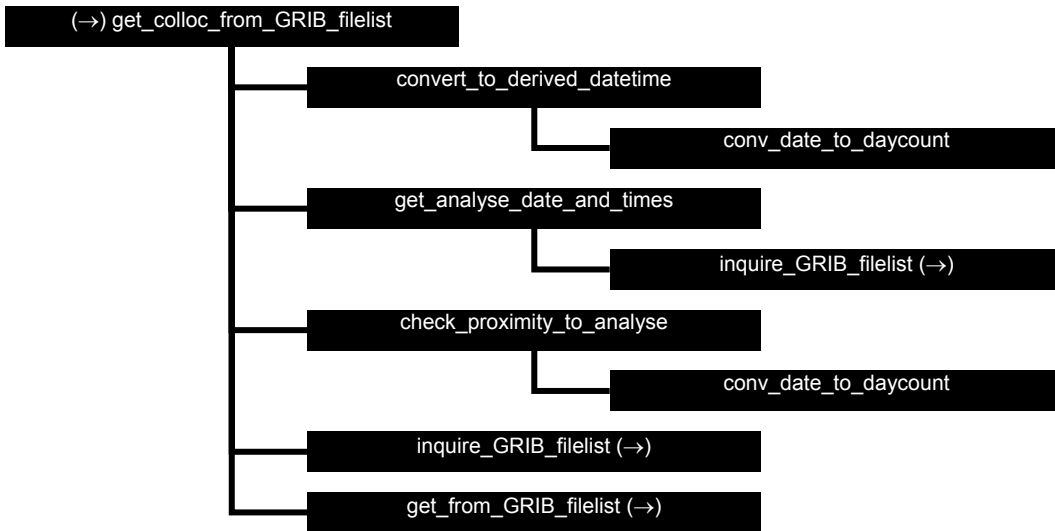 (→) get_colloc_from_GRIB_filelist
convert_to_derived_datetime
conv_date_to_daycount
get_analyse_date_and_times
inquire_GRIB_filelist (→)
check_proximity_to_analyse
conv_date_to_daycount
inquire_GRIB_filelist (→)
get_from_GRIB_filelist (→)